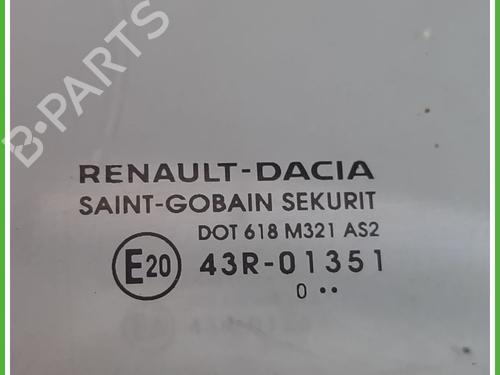 B-PARTS
RENAULT-DACIA
SAINT-GOBAIN SEKURIT
DOT 618 M321 AS2
E20 43R-01351
0 ••